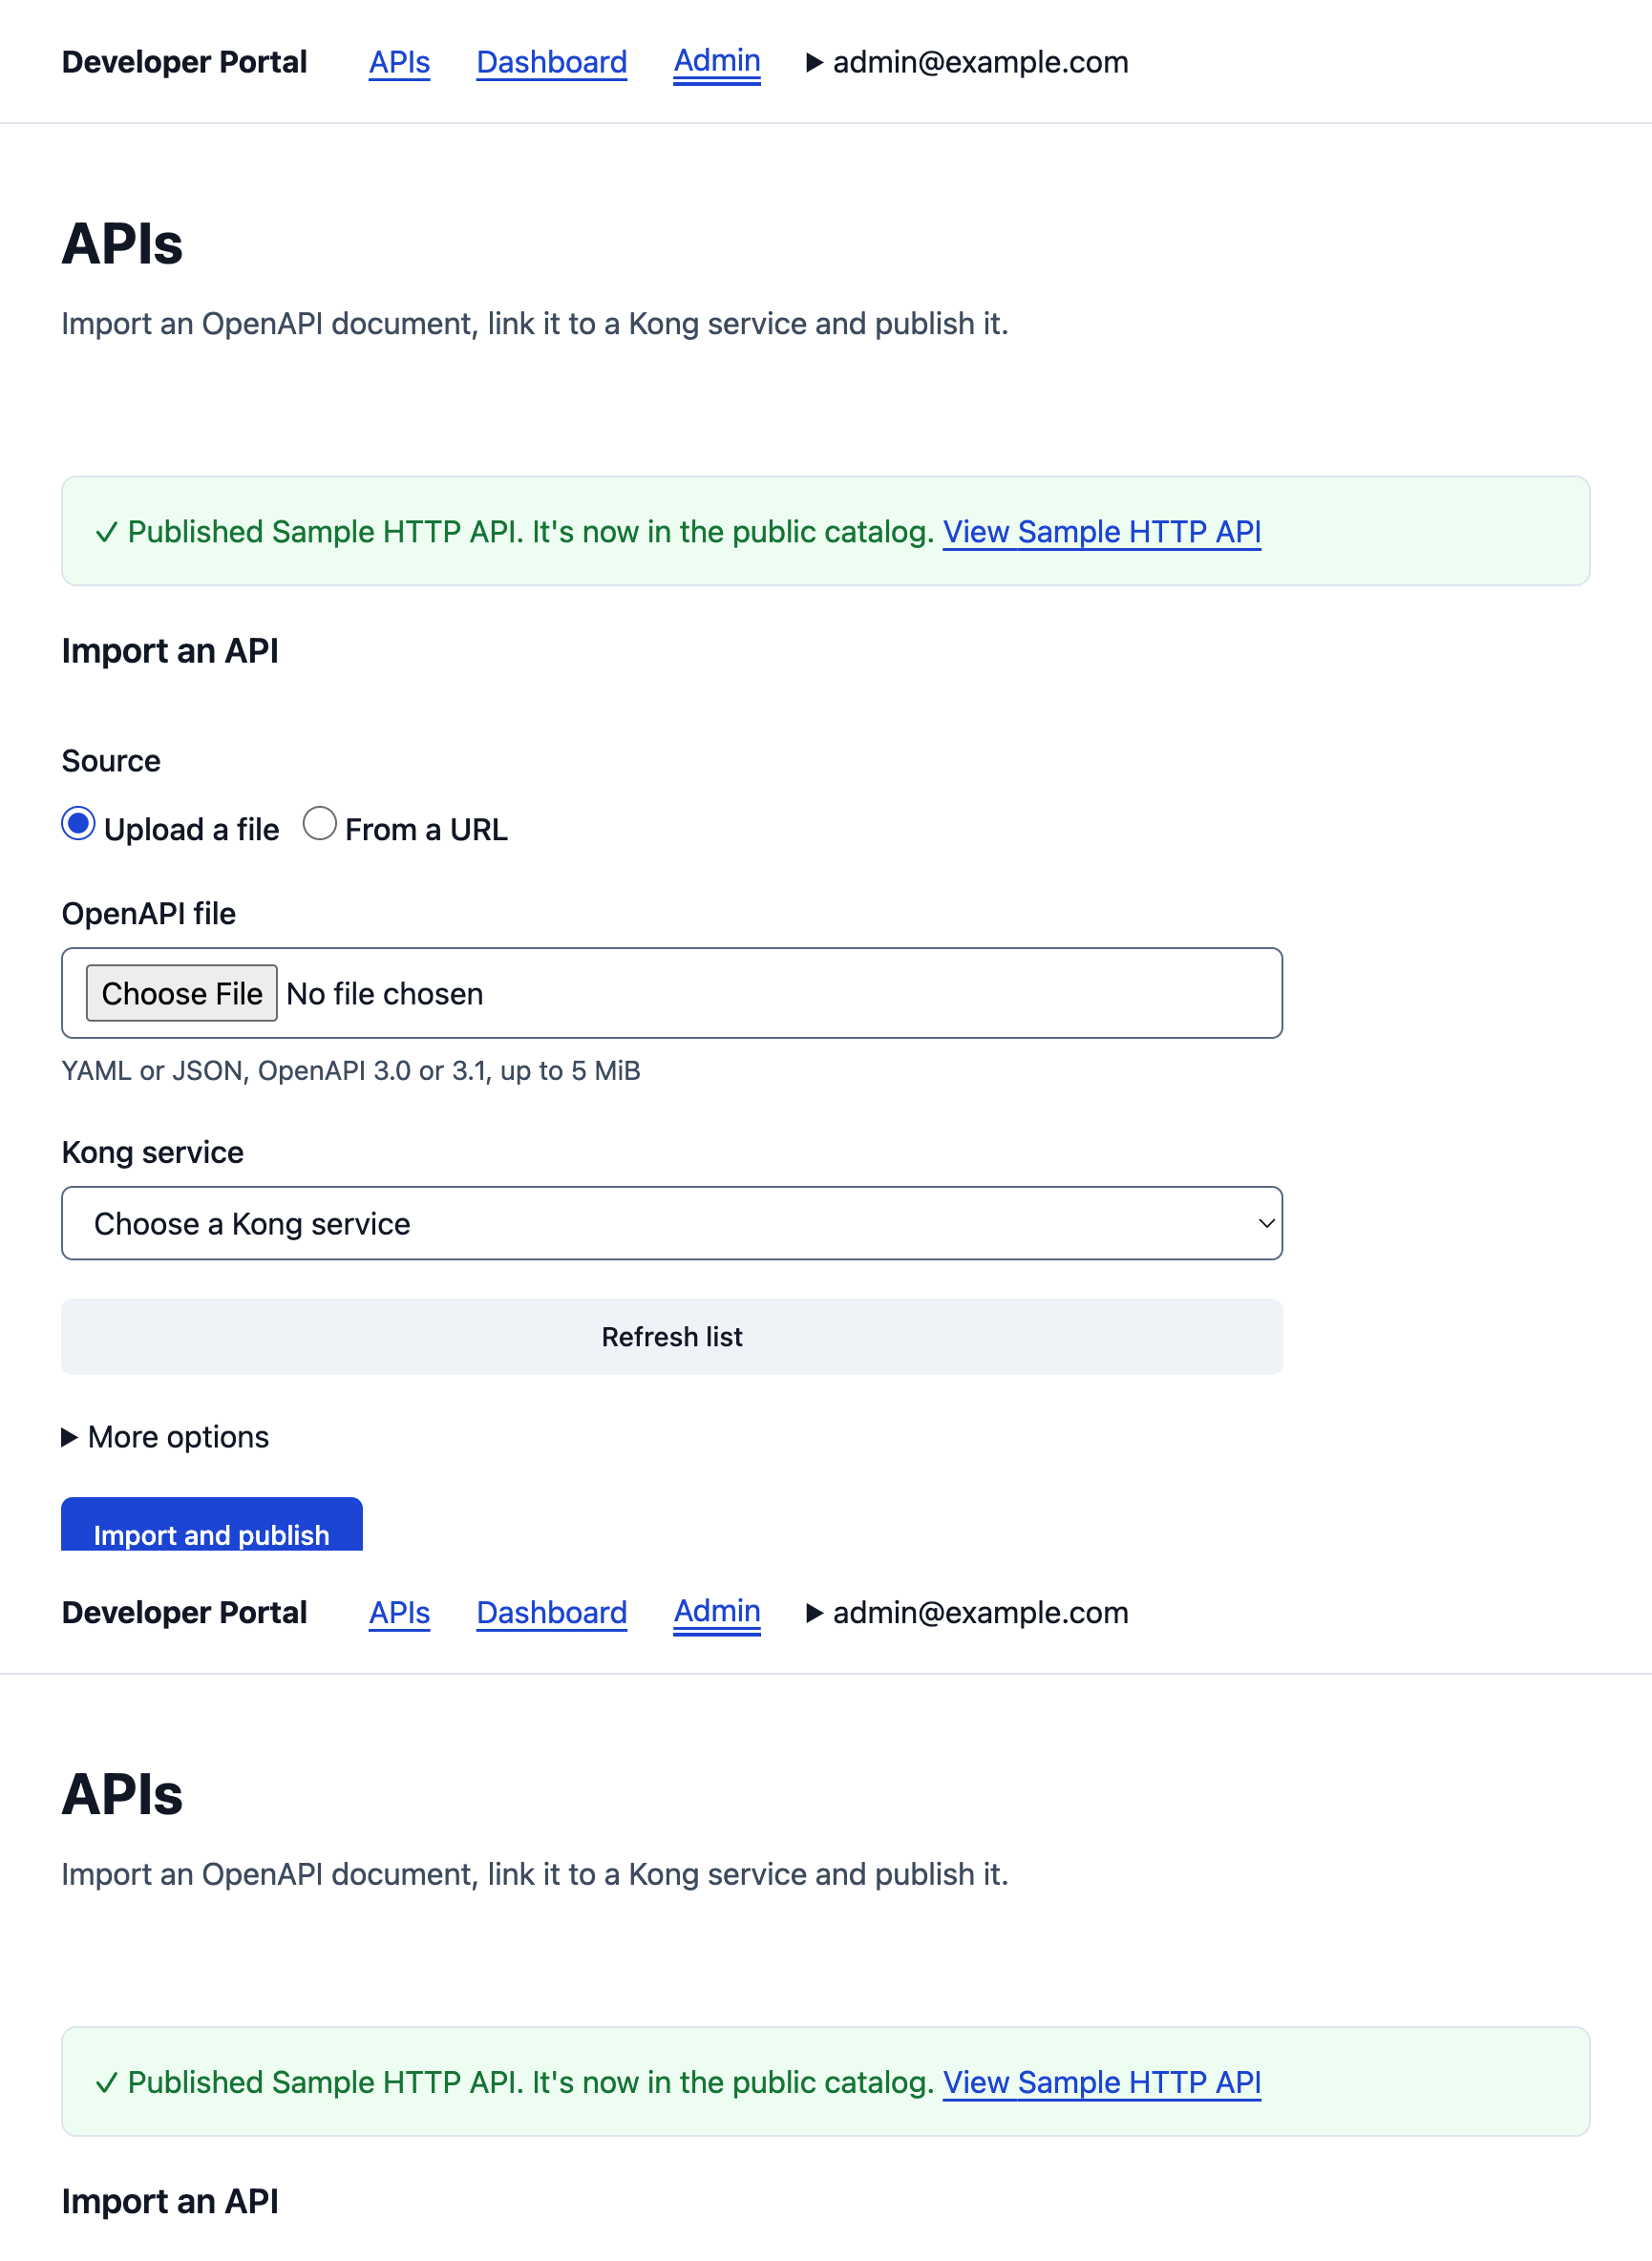 Developer Portal APIs Dashboard Admin ▶ admin@example.com
APIs
Import an OpenAPI document, link it to a Kong service and publish it.
✓ Published Sample HTTP API. It's now in the public catalog. View Sample HTTP API
Import an API
Source
Upload a file From a URL
OpenAPI file
Choose File No file chosen
YAML or JSON, OpenAPI 3.0 or 3.1, up to 5 MiB
Kong service
Choose a Kong service
Refresh list
▶ More options
Import and publish
Developer Portal APIs Dashboard Admin ▶ admin@example.com
APIs
Import an OpenAPI document, link it to a Kong service and publish it.
✓ Published Sample HTTP API. It's now in the public catalog. View Sample HTTP API
Import an API